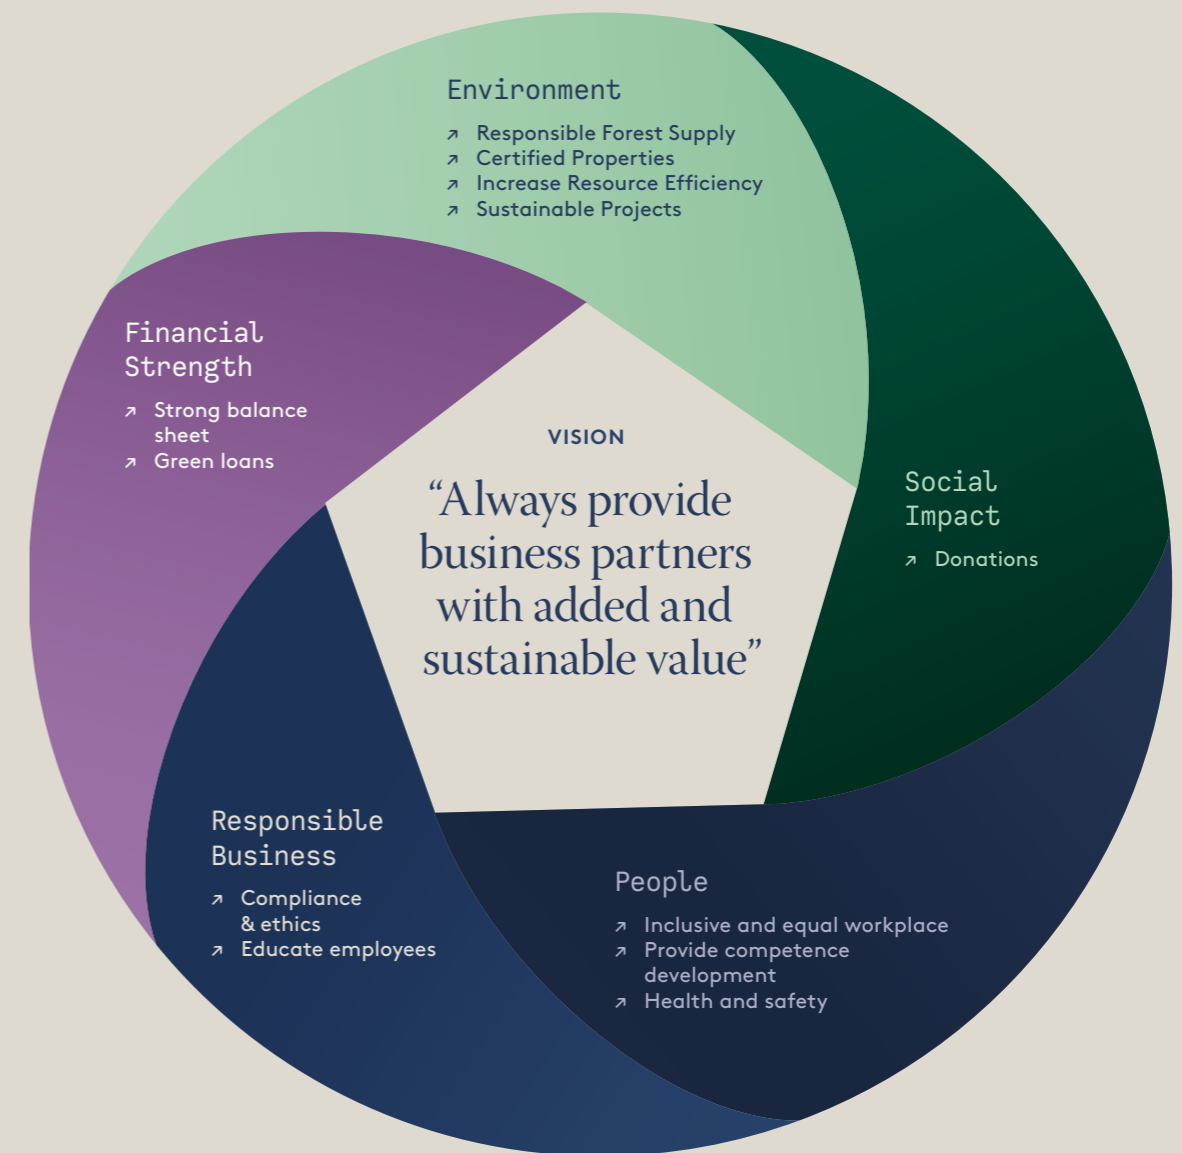 Environment
↗ Responsible Forest Supply
↗ Certified Properties
↗ Increase Resource Efficiency
↗ Sustainable Projects
Financial
Strength
↗ Strong balance
sheet
↗ Green loans
VISION
“Always provide
business partners
with added and
sustainable value”
Social
Impact
↗ Donations
Responsible
Business
↗ Compliance
& ethics
↗ Educate employees
People
↗ Inclusive and equal workplace
↗ Provide competence
development
↗ Health and safety